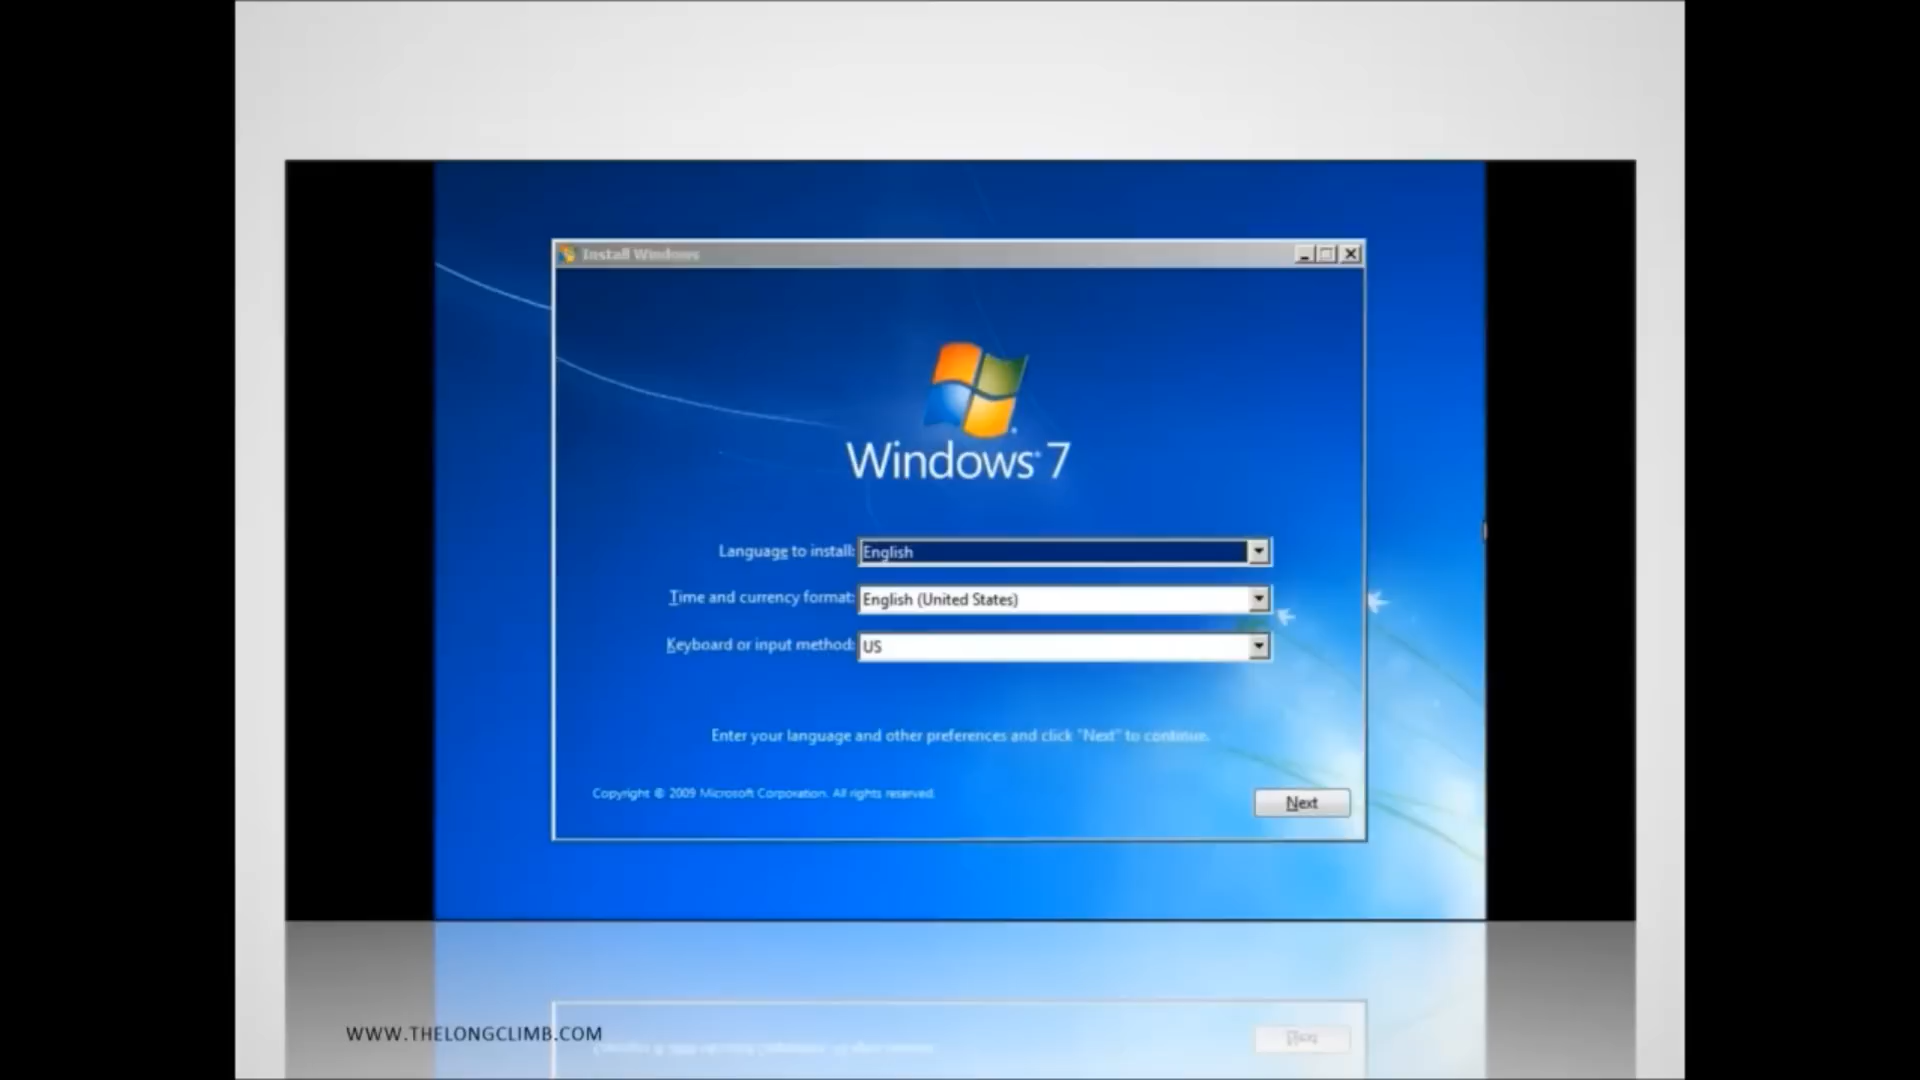 Install Windows
Windows® 7
Language to install: English
Time and currency format: English (United States)
Keyboard or input method: US
Enter your language and other preferences and click "Next" to continue.
Copyright © 2009 Microsoft Corporation. All rights reserved.
Next
WWW.THELONGCLIMB.COM